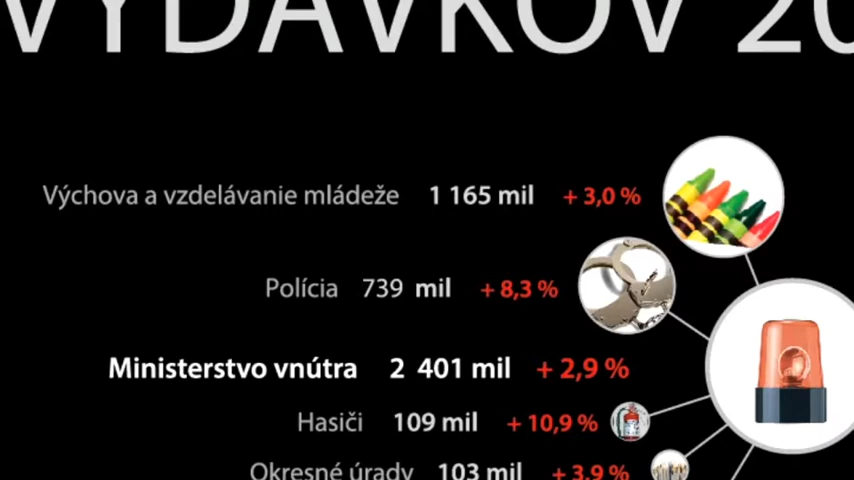 VÝDAVKOV 20
Výchova a vzdelávanie mládeže 1 165 mil + 3,0 %
Polícia 739 mil + 8,3 %
Ministerstvo vnútra 2 401 mil + 2,9 %
Hasiči 109 mil + 10,9 %
Okresné úrady 103 mil + 3,9 %